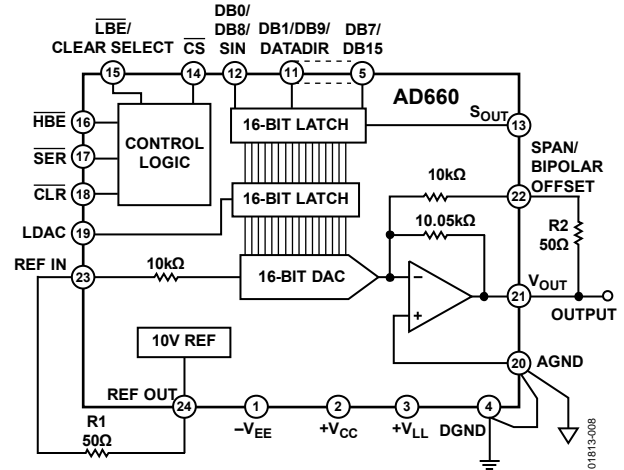 LBE/
CLEAR SELECT
CS
DB0/
DB8/
SIN
DB1/DB9/
DATADIR
DB7/
DB15
15
14
12
11
5
AD660
HBE
16
SER
17
CLR
18
LDAC
19
CONTROL
LOGIC
16-BIT LATCH
SOUT
13
SPAN/
BIPOLAR
OFFSET
22
10kΩ
10.05kΩ
R2
50Ω
16-BIT LATCH
REF IN
23
10kΩ
16-BIT DAC
−
+
VOUT
21
OUTPUT
10V REF
20
AGND
REF OUT
24
1
2
3
4
R1
50Ω
−VEE
+VCC
+VLL
DGND
01813-008